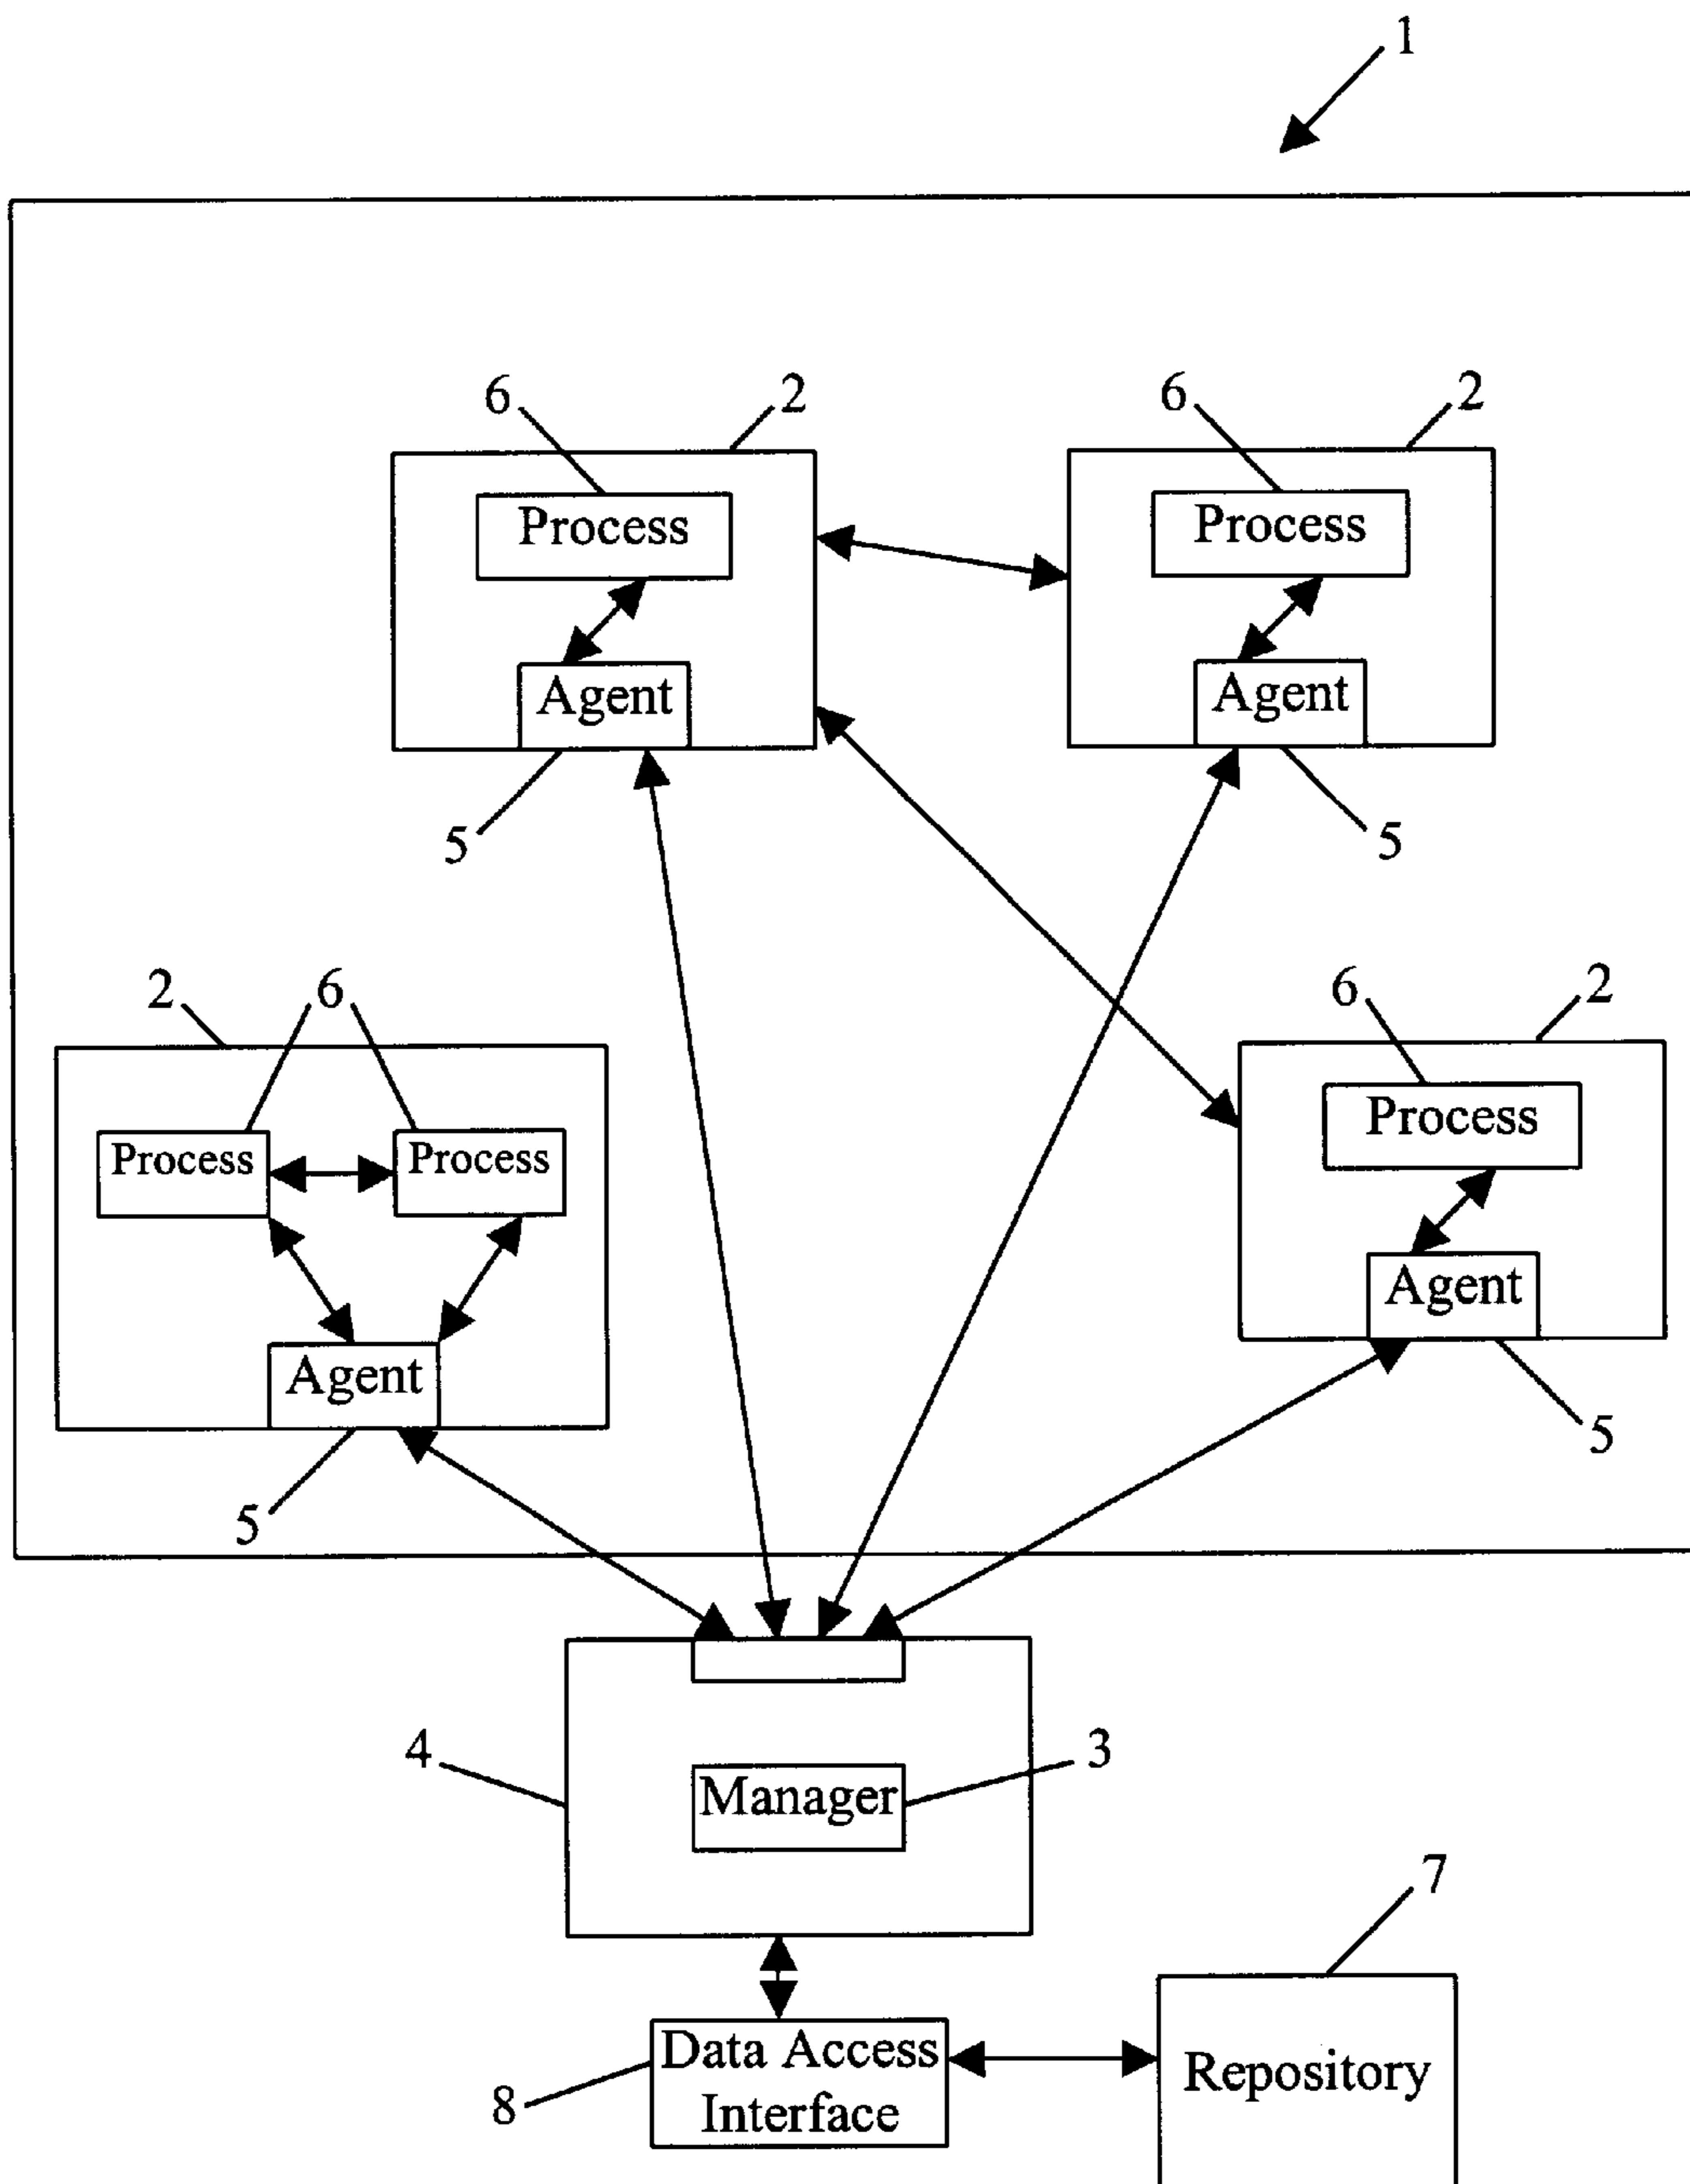 1
6
2
6
2
Process
Process
Agent
Agent
5
5
2
6
6
2
Process
Process
Process
Agent
Agent
5
5
4
3
Manager
7
Data Access
Interface
8
Repository